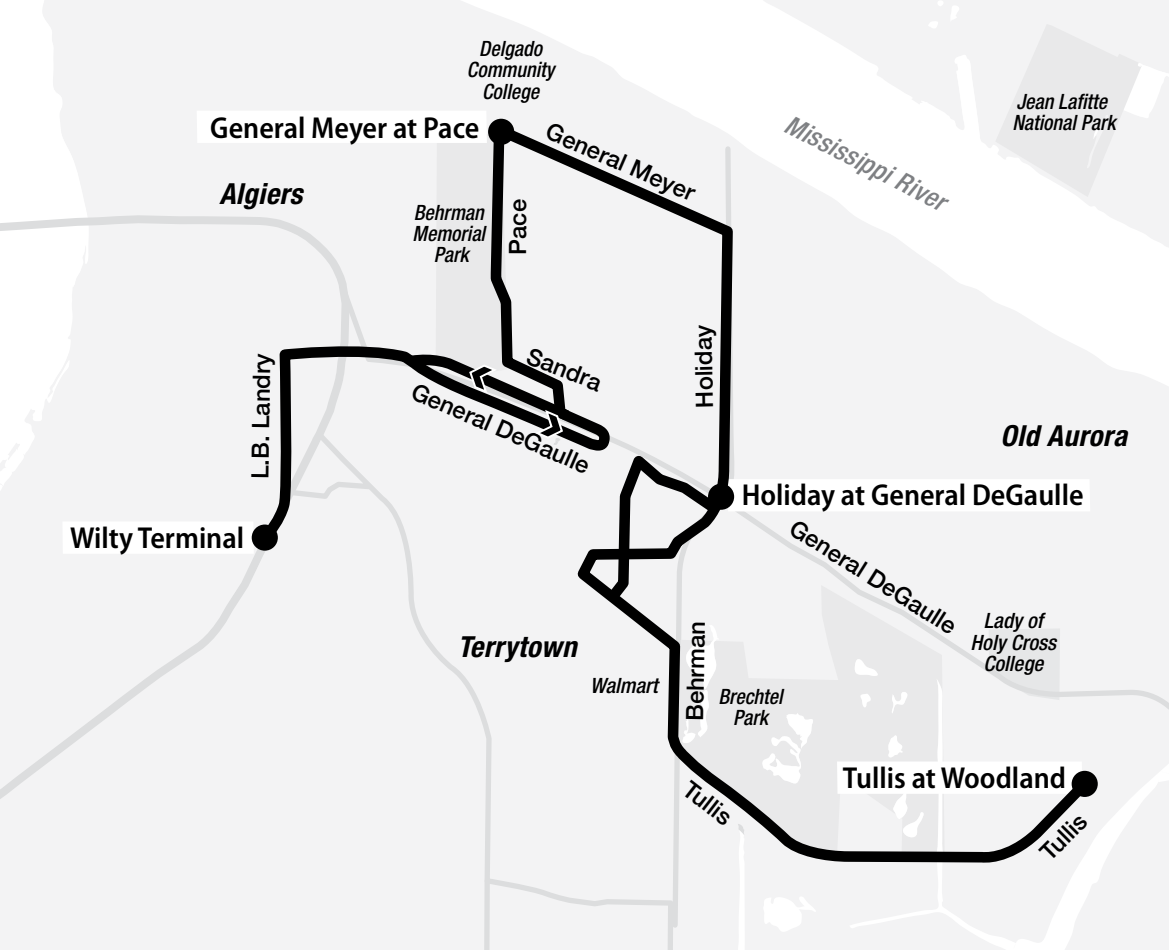 Delgado
Community
College
Jean Lafitte
National Park
General Meyer at Pace
General Meyer
Mississippi River
Algiers
Behrman
Memorial
Park
Pace
Holiday
Sandra
L.B. Landry
General DeGaulle
Old Aurora
Holiday at General DeGaulle
Wilty Terminal
General DeGaulle
Lady of
Holy Cross
College
Terrytown
Walmart
Behrman
Brechtel
Park
Tullis at Woodland
Tullis
Tullis